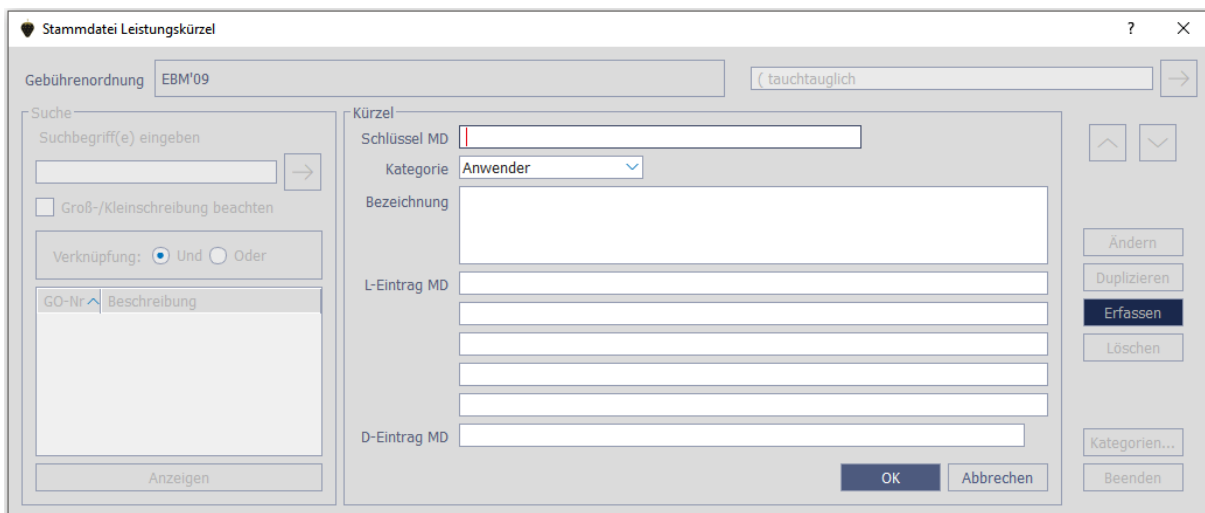 Stammdatei Leistungskürzel
?
Gebührenordnung EBM'09 ( tauchtauglich
Suche
Suchbegriff(e) eingeben
Groß-/Kleinschreibung beachten
Verknüpfung: Und Oder
GO-Nr Beschreibung
Anzeigen
Kürzel
Schlüssel MD
Kategorie Anwender
Bezeichnung
L-Eintrag MD
D-Eintrag MD
OK Abbrechen
Ändern
Duplizieren
Erfassen
Löschen
Kategorien...
Beenden